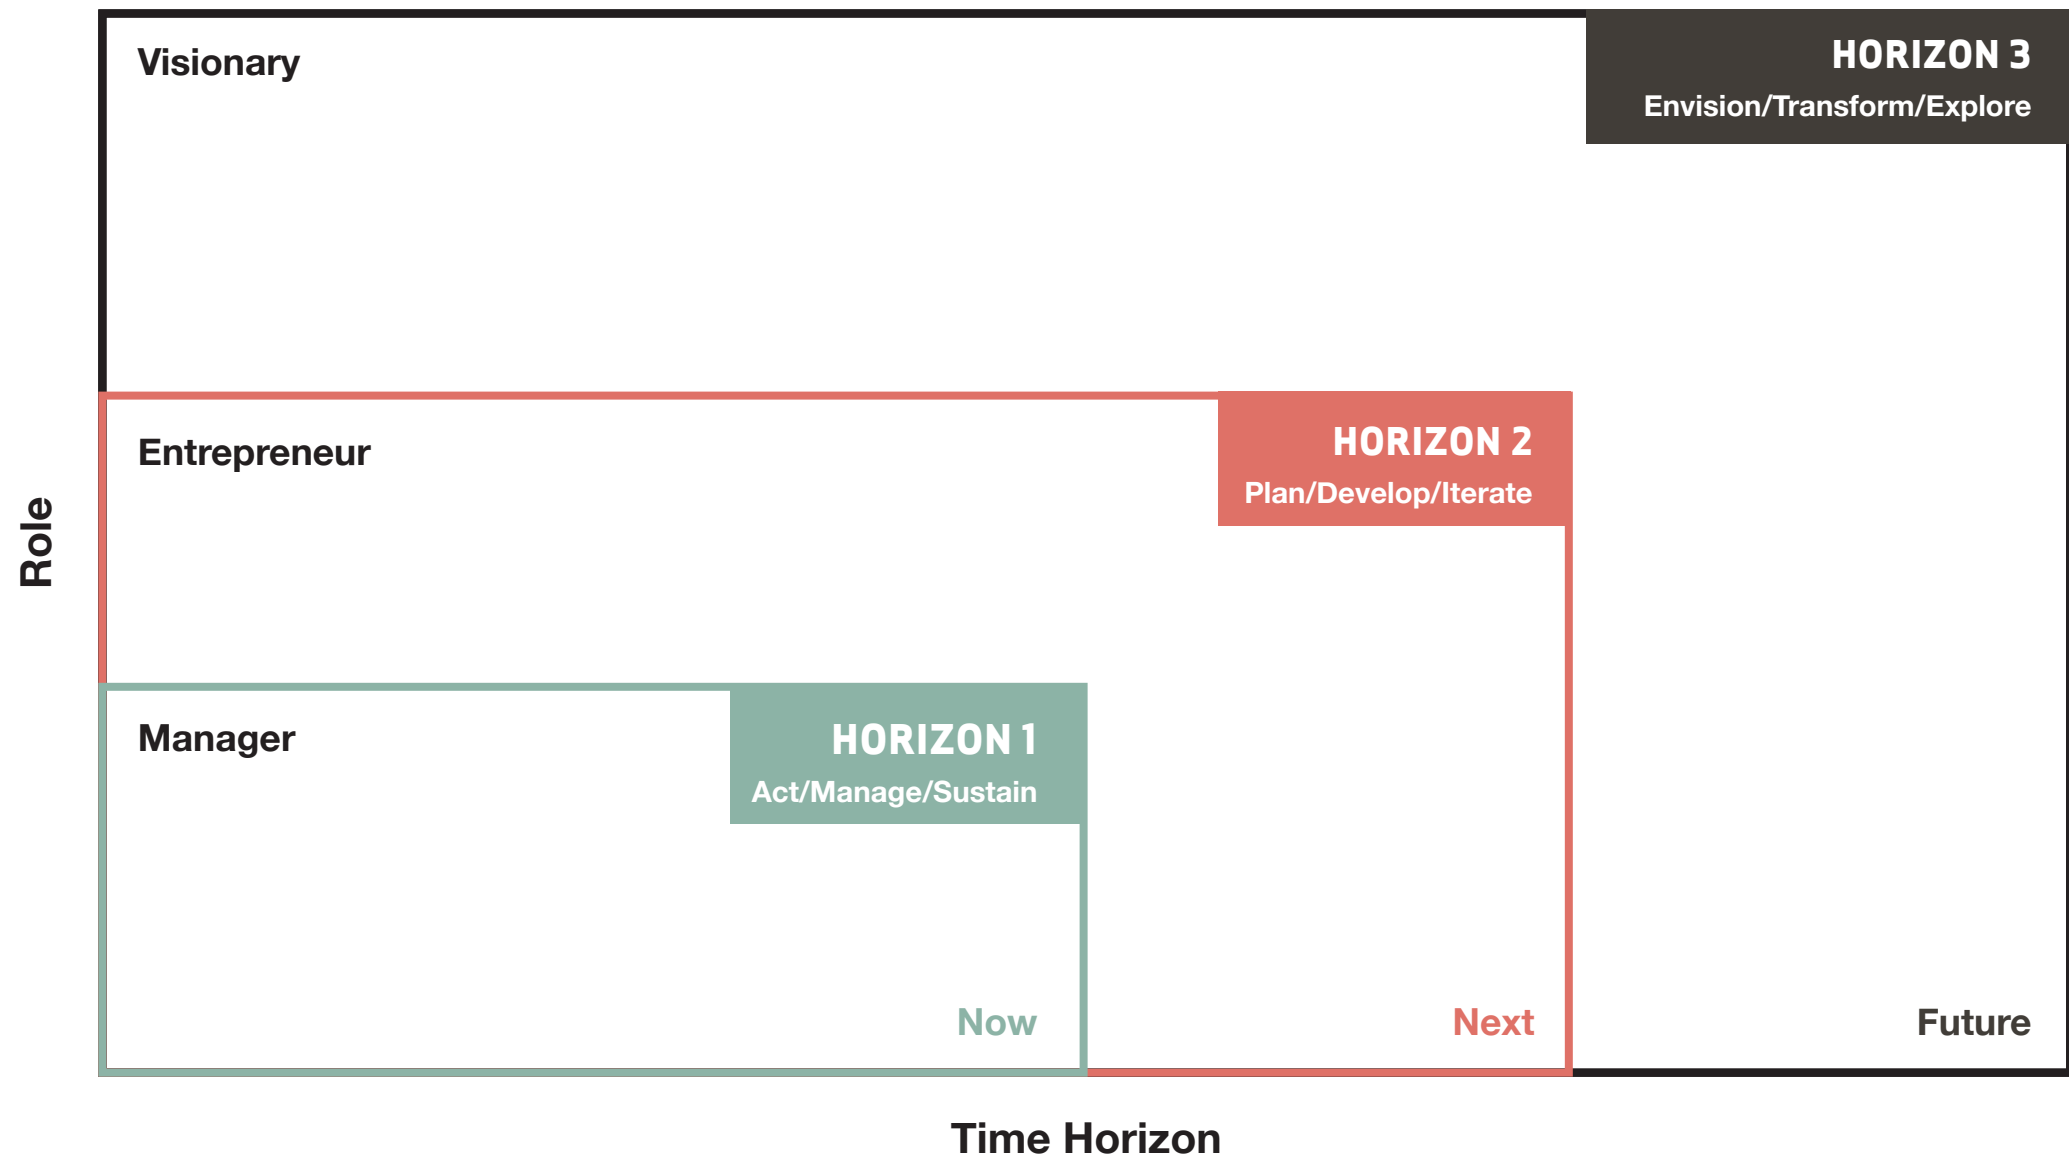 Visionary
HORIZON 3
Envision/Transform/Explore
Entrepreneur
HORIZON 2
Plan/Develop/Iterate
Role
Manager
HORIZON 1
Act/Manage/Sustain
Now
Next
Future
Time Horizon